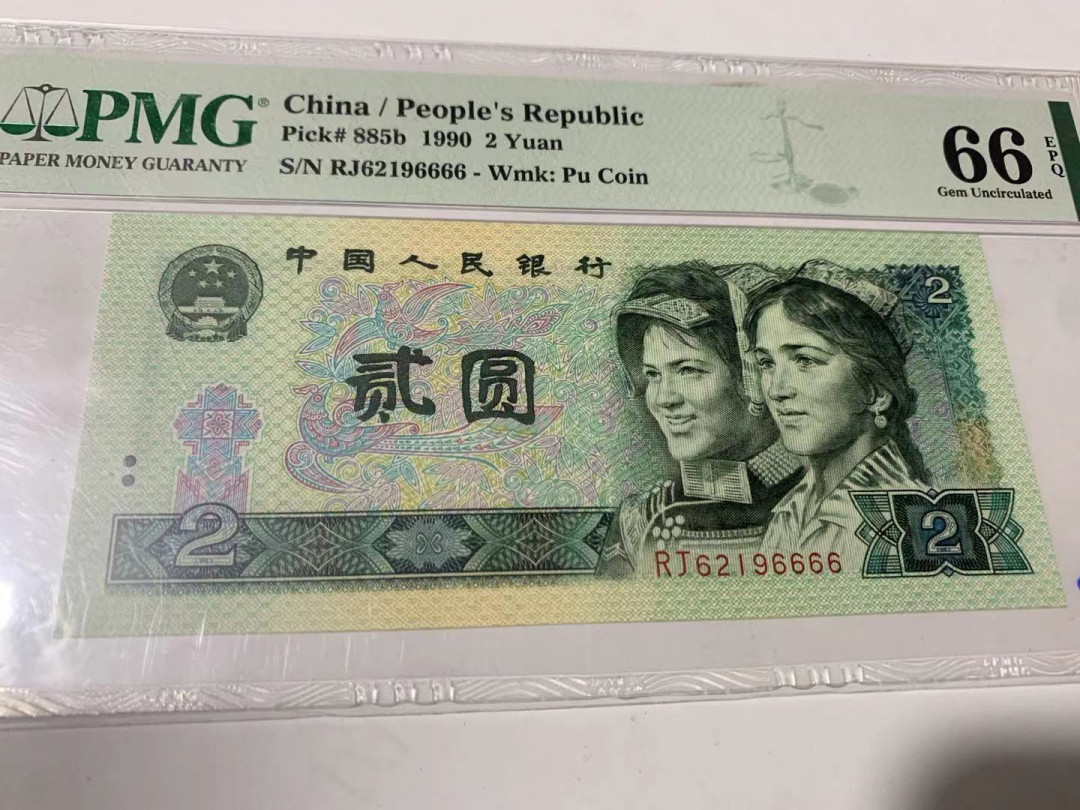 PMG®
PAPER MONEY GUARANTY
China / People's Republic
Pick# 885b 1990 2 Yuan
S/N RJ62196666 - Wmk: Pu Coin
66 EPQ
Gem Uncirculated
中国人民银行
2
贰圆
2
RJ62196666
2